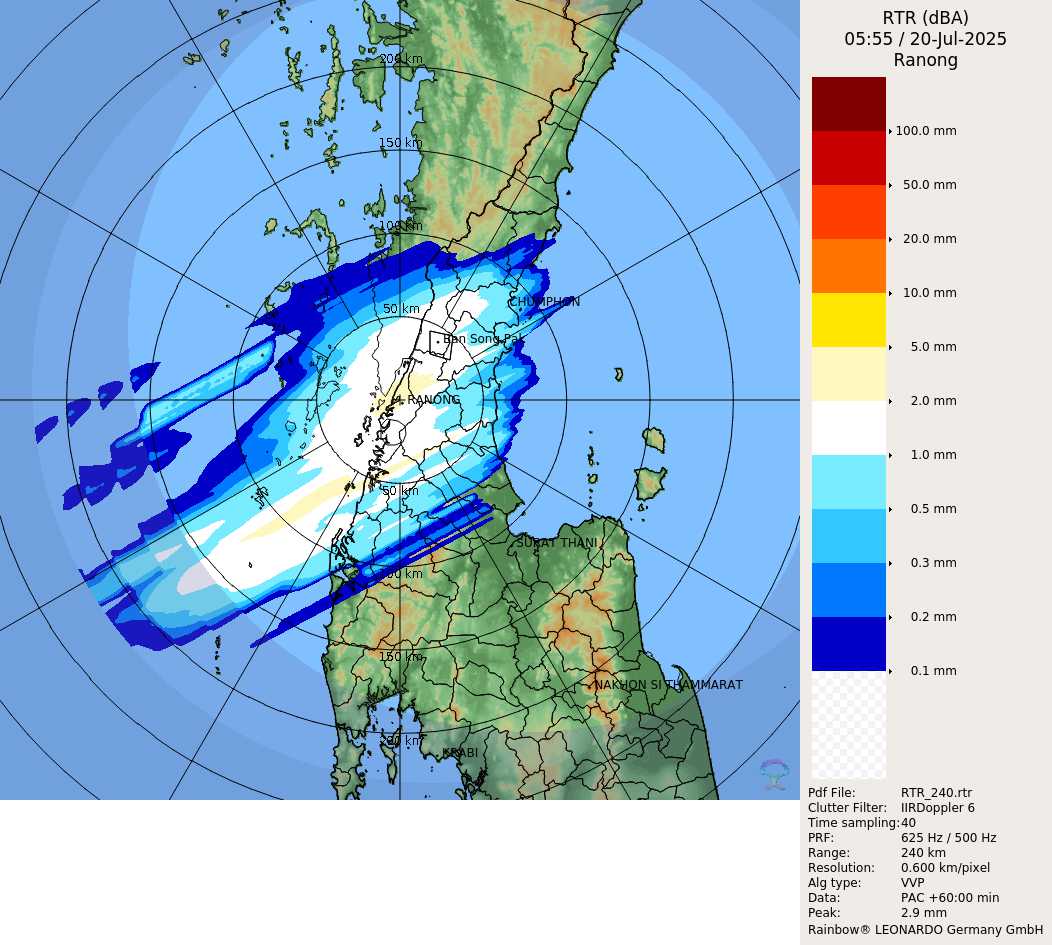 RTR (dBA)
05:55 / 20-Jul-2025
Ranong
100.0 mm
50.0 mm
20.0 mm
10.0 mm
5.0 mm
2.0 mm
1.0 mm
0.5 mm
0.3 mm
0.2 mm
0.1 mm
Pdf File: RTR_240.rtr
Clutter Filter: IIRDoppler 6
Time sampling: 40
PRF: 625 Hz / 500 Hz
Range: 240 km
Resolution: 0.600 km/pixel
Alg type: VVP
Data: PAC +60:00 min
Peak: 2.9 mm
Rainbow® LEONARDO Germany GmbH
200 km
150 km
100 km
CHUMPHON
50 km
Ban Song Pak
RANONG
50 km
SURAT THANI
100 km
150 km
NAKHON SI THAMMARAT
200 km
KRABI